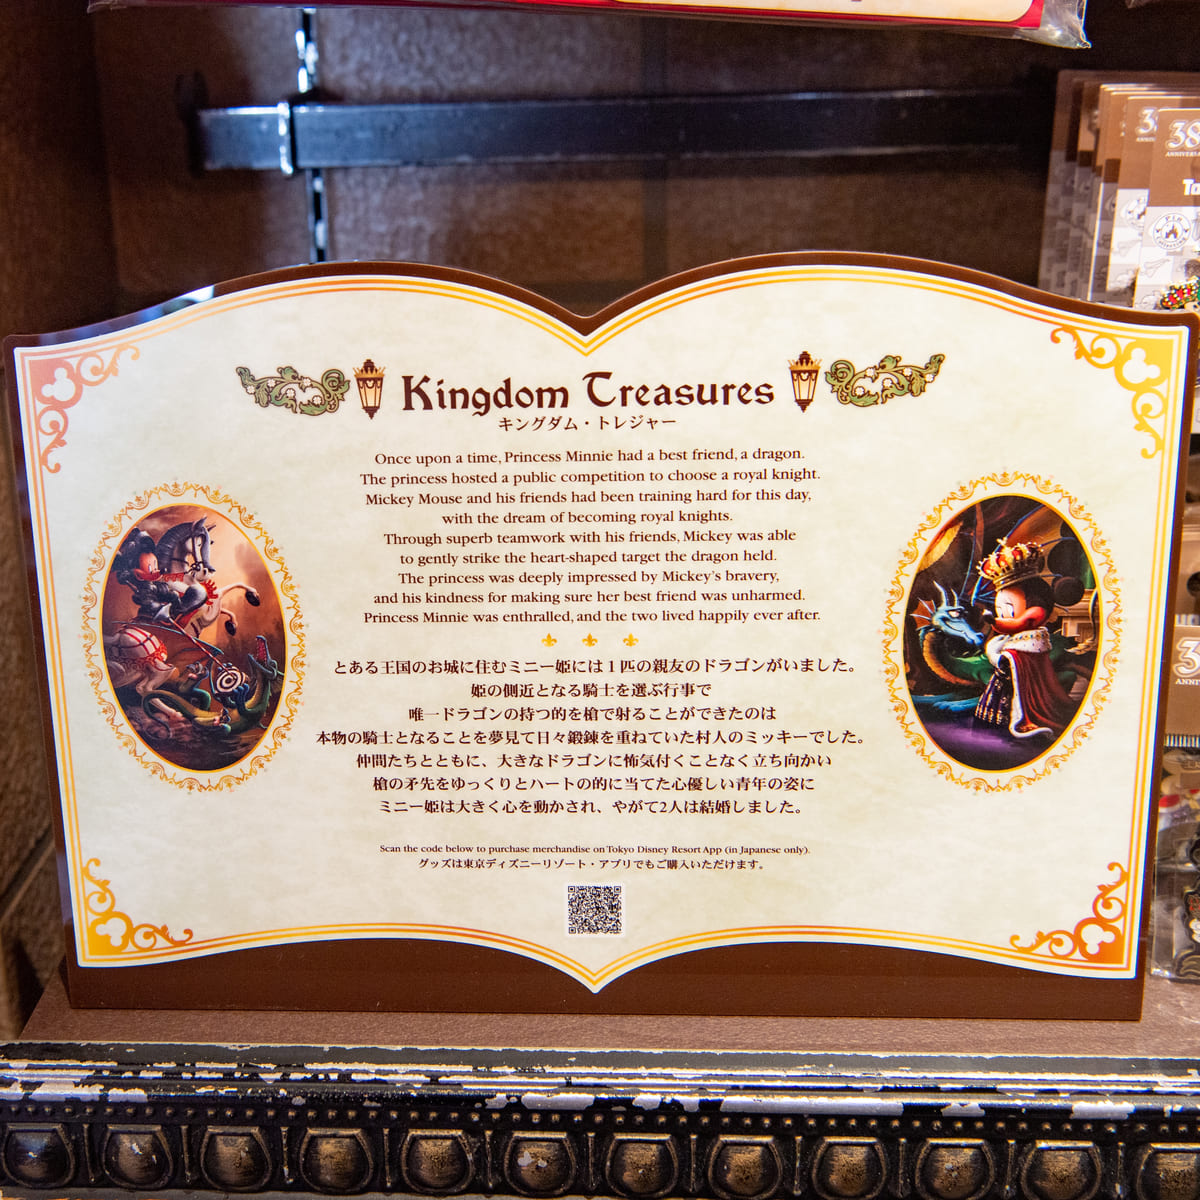 Kingdom Treasures
キングダム・トレジャー
Once upon a time, Princess Minnie had a best friend, a dragon.
The princess hosted a public competition to choose a royal knight.
Mickey Mouse and his friends had been training hard for this day,
with the dream of becoming royal knights.
Through superb teamwork with his friends, Mickey was able
to gently strike the heart-shaped target the dragon held.
The princess was deeply impressed by Mickey's bravery,
and his kindness for making sure her best friend was unharmed.
Princess Minnie was enthralled, and the two lived happily ever after.
とある王国のお城に住むミニー姫には1匹の親友のドラゴンがいました。
姫の側近となる騎士を選ぶ行事で
唯一ドラゴンの持つ的を槍で射ることができたのは
本物の騎士となることを夢見て日々鍛錬を重ねていた村人のミッキーでした。
仲間たちとともに、大きなドラゴンに怖気付くことなく立ち向かい
槍の矛先をゆっくりとハートの的に当てた心優しい青年の姿に
ミニー姫は大きく心を動かされ、やがて2人は結婚しました。
Scan the code below to purchase merchandise on Tokyo Disney Resort App (in Japanese only).
グッズは東京ディズニーリゾート・アプリでもご購入いただけます。
38